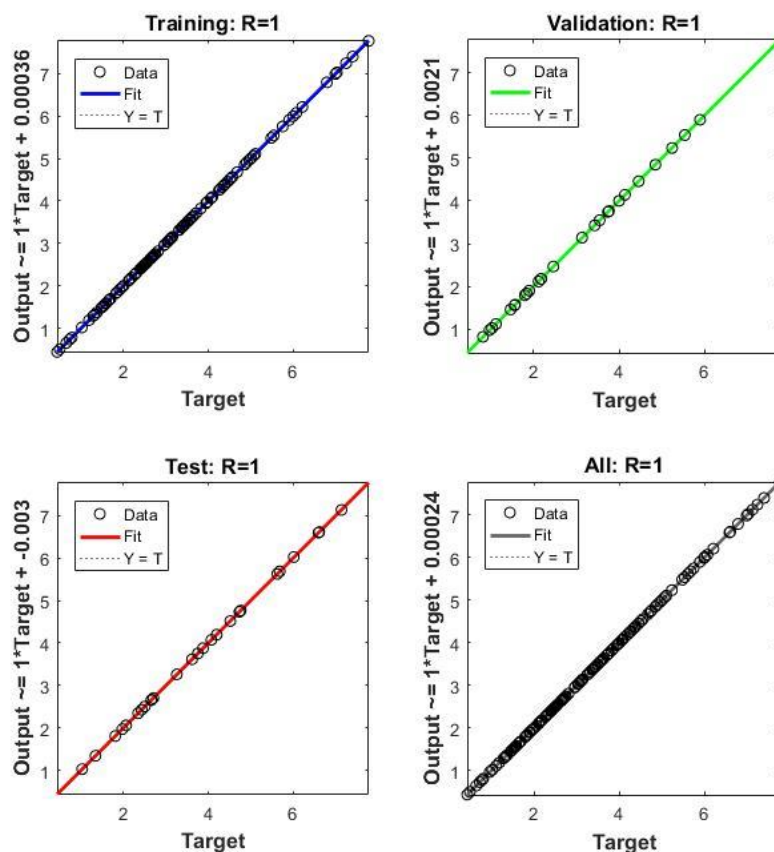 Training: R=1
Output ~= 1*Target + 0.00036
7
6
5
4
3
2
1
Data
Fit
Y = T
2
4
6
Target
Validation: R=1
Output ~= 1*Target + 0.0021
7
6
5
4
3
2
1
Data
Fit
Y = T
2
4
6
Target
Test: R=1
Output ~= 1*Target + -0.003
7
6
5
4
3
2
1
Data
Fit
Y = T
2
4
6
Target
All: R=1
Output ~= 1*Target + 0.00024
7
6
5
4
3
2
1
Data
Fit
Y = T
2
4
6
Target